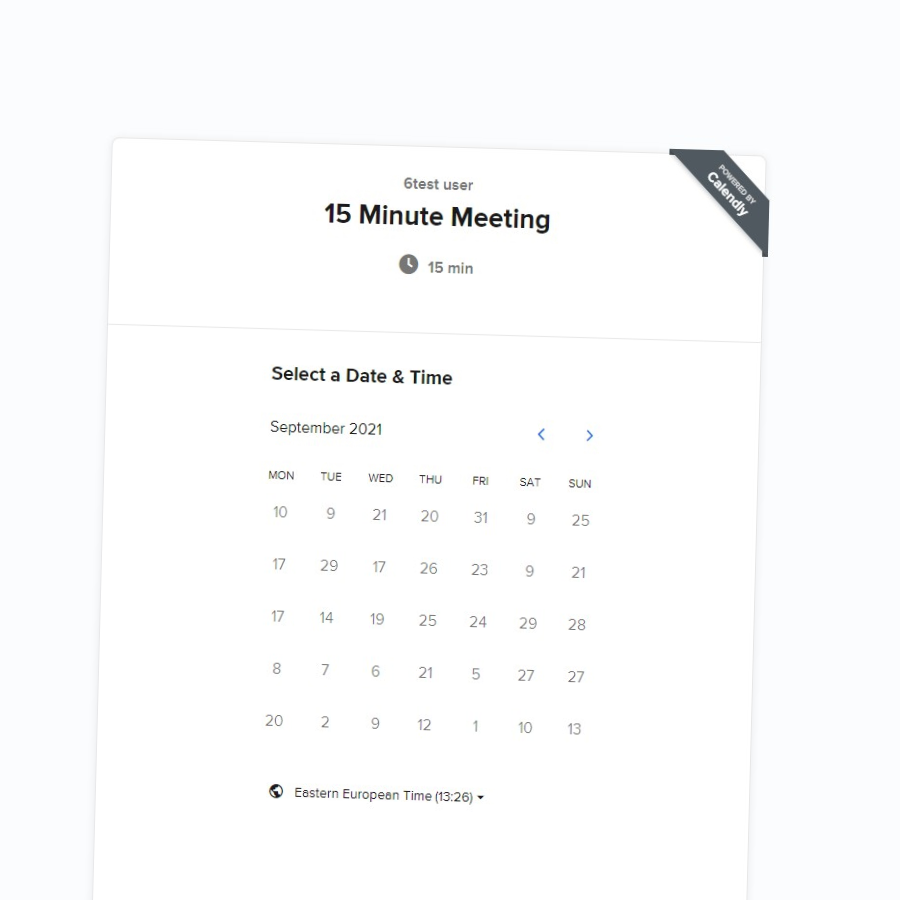 6test user
15 Minute Meeting
15 min
POWERED BY
Calendly
Select a Date & Time
September 2021
MON TUE WED THU FRI SAT SUN
10 9 21 20 31 9 25
17 29 17 26 23 9 21
17 14 19 25 24 29 28
8 7 6 21 5 27 27
20 2 9 12 1 10 13
Eastern European Time (13:26)